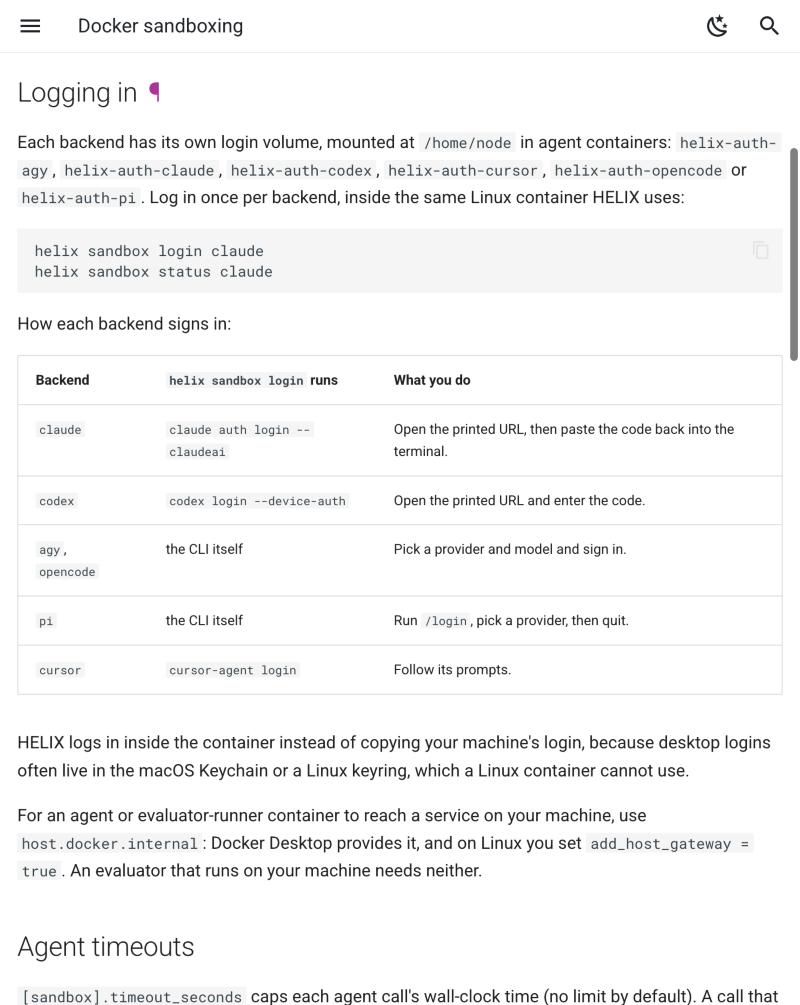 Docker sandboxing
Logging in ¶
Each backend has its own login volume, mounted at /home/node in agent containers: helix-auth-
agy, helix-auth-claude, helix-auth-codex, helix-auth-cursor, helix-auth-opencode or
helix-auth-pi. Log in once per backend, inside the same Linux container HELIX uses:
helix sandbox login claude
helix sandbox status claude
How each backend signs in:
Backend helix sandbox login runs What you do
claude claude auth login -- Open the printed URL, then paste the code back into the
claudeai terminal.
codex codex login --device-auth Open the printed URL and enter the code.
agy, the CLI itself Pick a provider and model and sign in.
opencode
pi the CLI itself Run /login, pick a provider, then quit.
cursor cursor-agent login Follow its prompts.
HELIX logs in inside the container instead of copying your machine's login, because desktop logins
often live in the macOS Keychain or a Linux keyring, which a Linux container cannot use.
For an agent or evaluator-runner container to reach a service on your machine, use
host.docker.internal: Docker Desktop provides it, and on Linux you set add_host_gateway =
true. An evaluator that runs on your machine needs neither.
Agent timeouts
[sandbox].timeout_seconds caps each agent call's wall-clock time (no limit by default). A call that